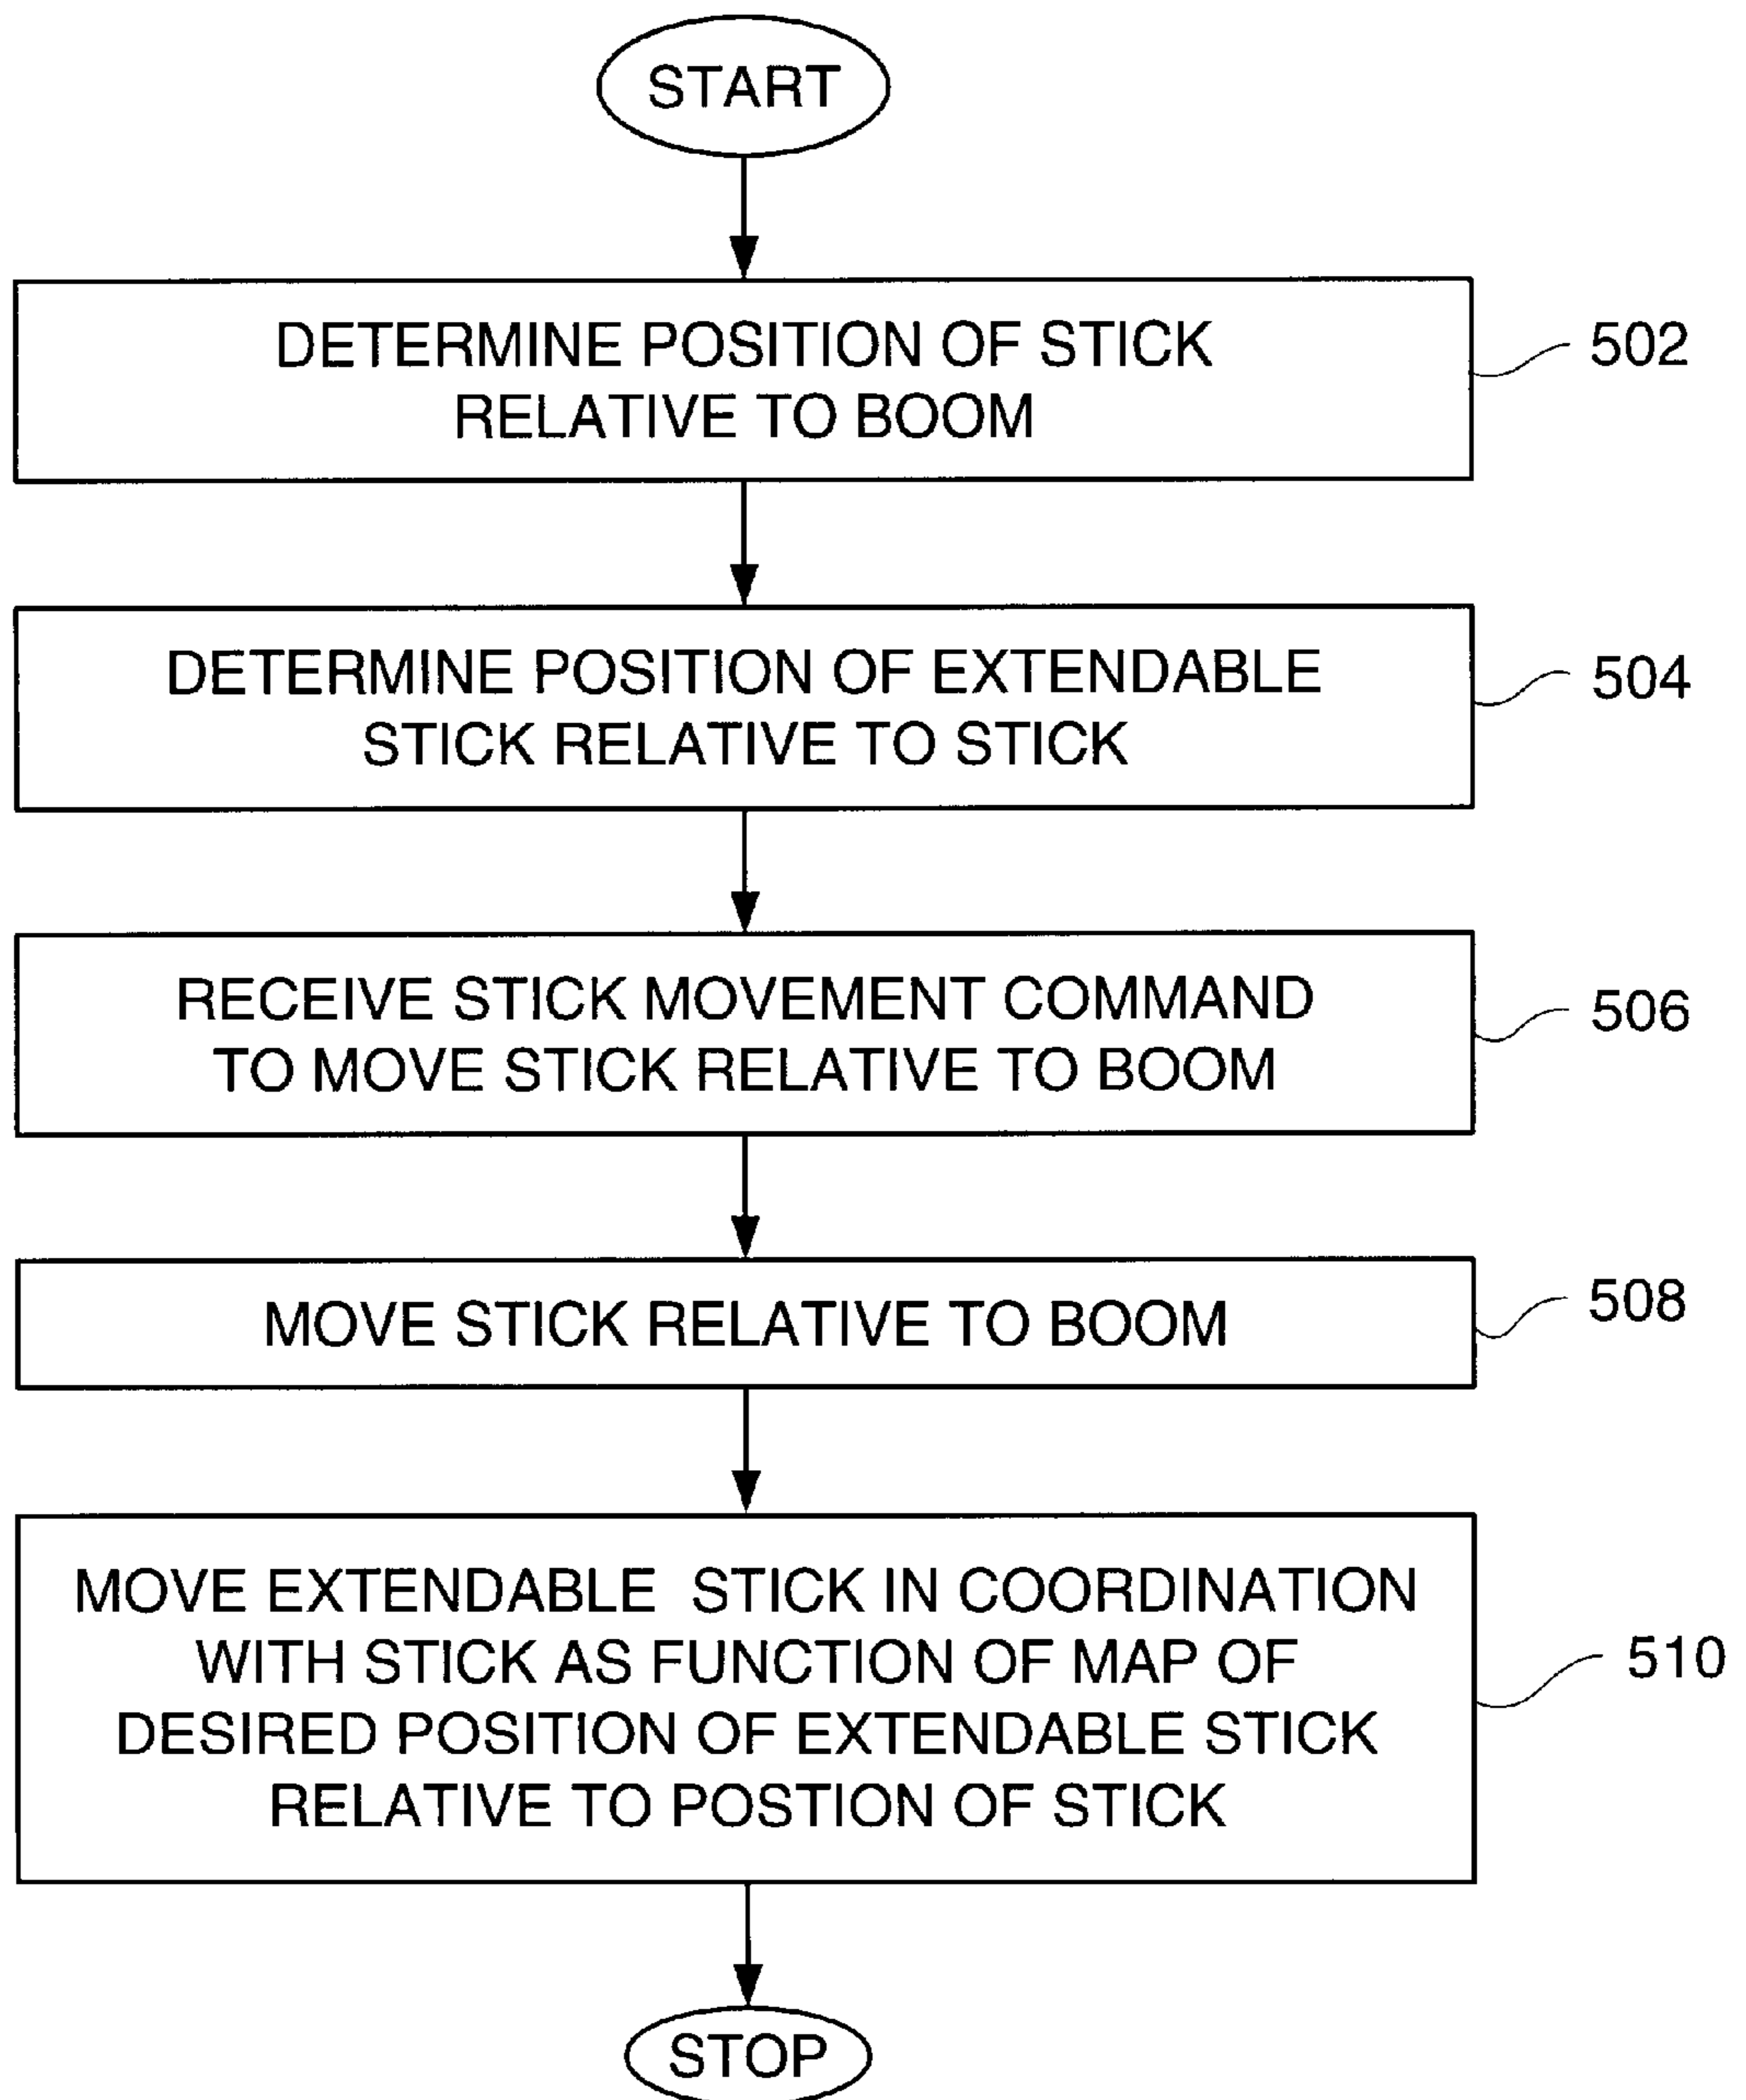 START
DETERMINE POSITION OF STICK
RELATIVE TO BOOM
502
DETERMINE POSITION OF EXTENDABLE
STICK RELATIVE TO STICK
504
RECEIVE STICK MOVEMENT COMMAND
TO MOVE STICK RELATIVE TO BOOM
506
MOVE STICK RELATIVE TO BOOM
508
MOVE EXTENDABLE STICK IN COORDINATION
WITH STICK AS FUNCTION OF MAP OF
DESIRED POSITION OF EXTENDABLE STICK
RELATIVE TO POSTION OF STICK
510
STOP